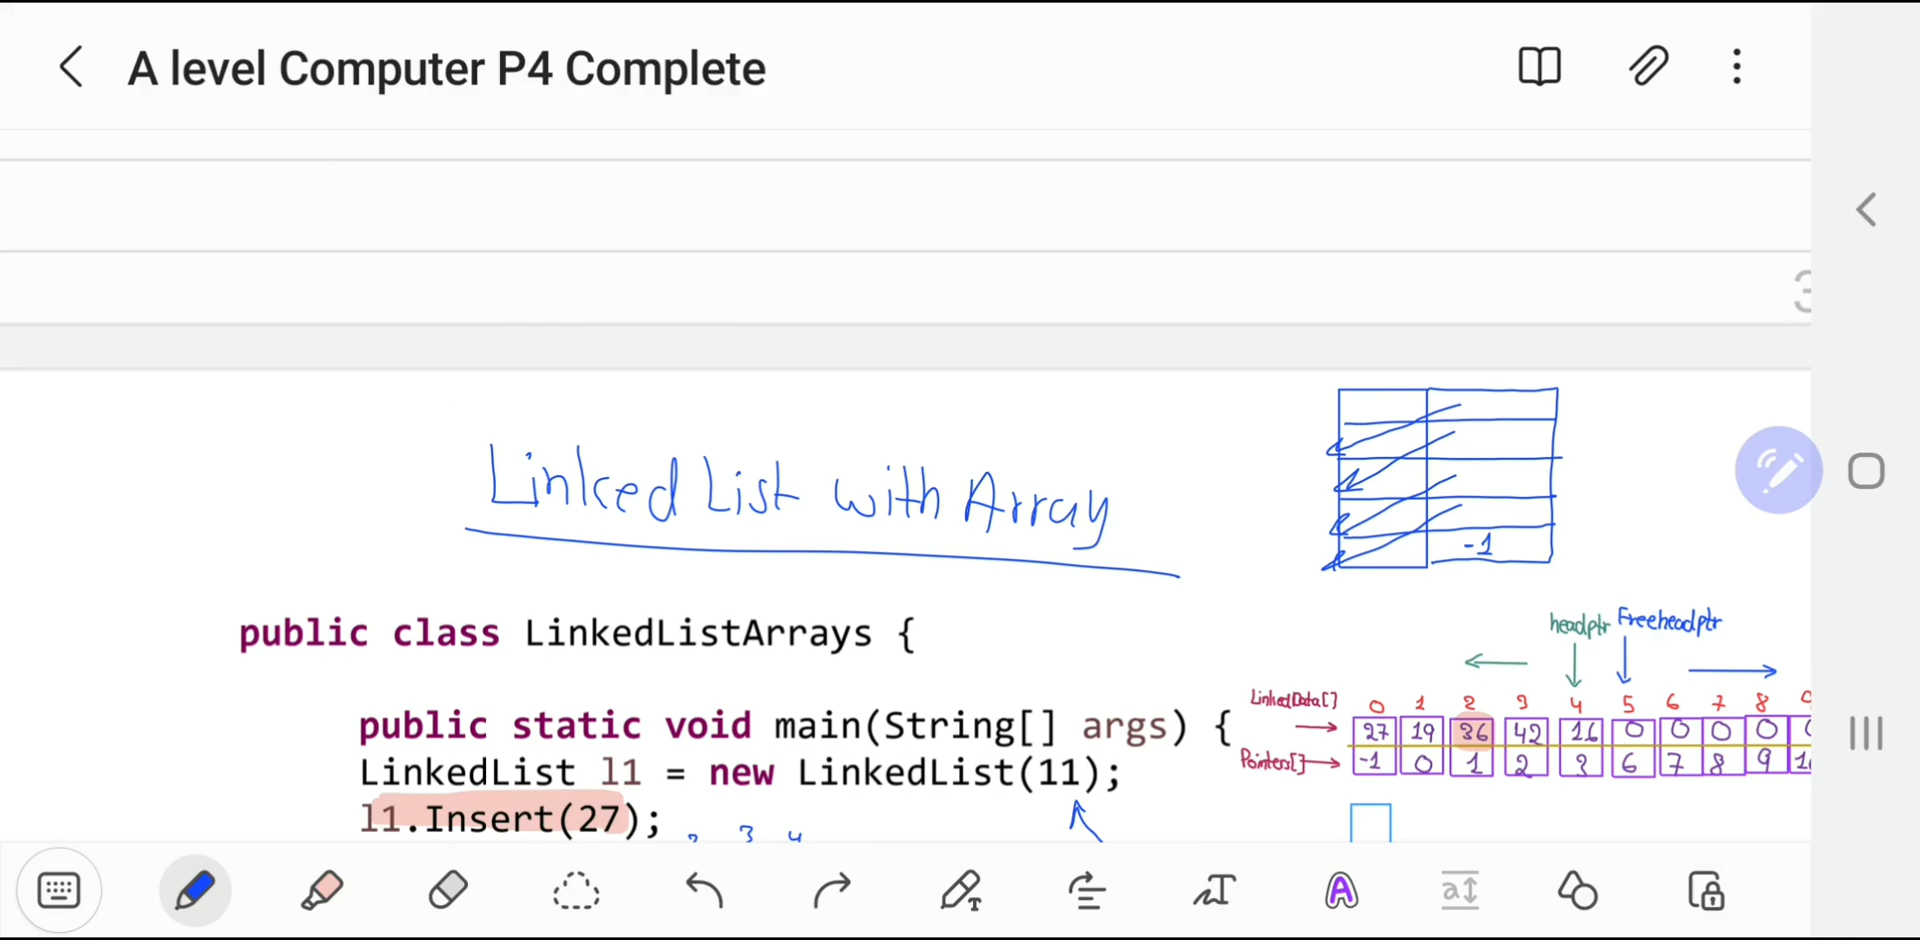 A level Computer P4 Complete
Linked List with Array
-1
public class LinkedListArrays {
headptr Freeheadptr
public static void main(String[] args) {
LinkedData[] 0 1 2 3 4 5 6 7 8
27 19 36 42 16 0 0 0 0
LinkedList l1 = new LinkedList(11);
Pointers[] -1 0 1 2 3 6 7 8 9
l1.Insert(27);
3 4